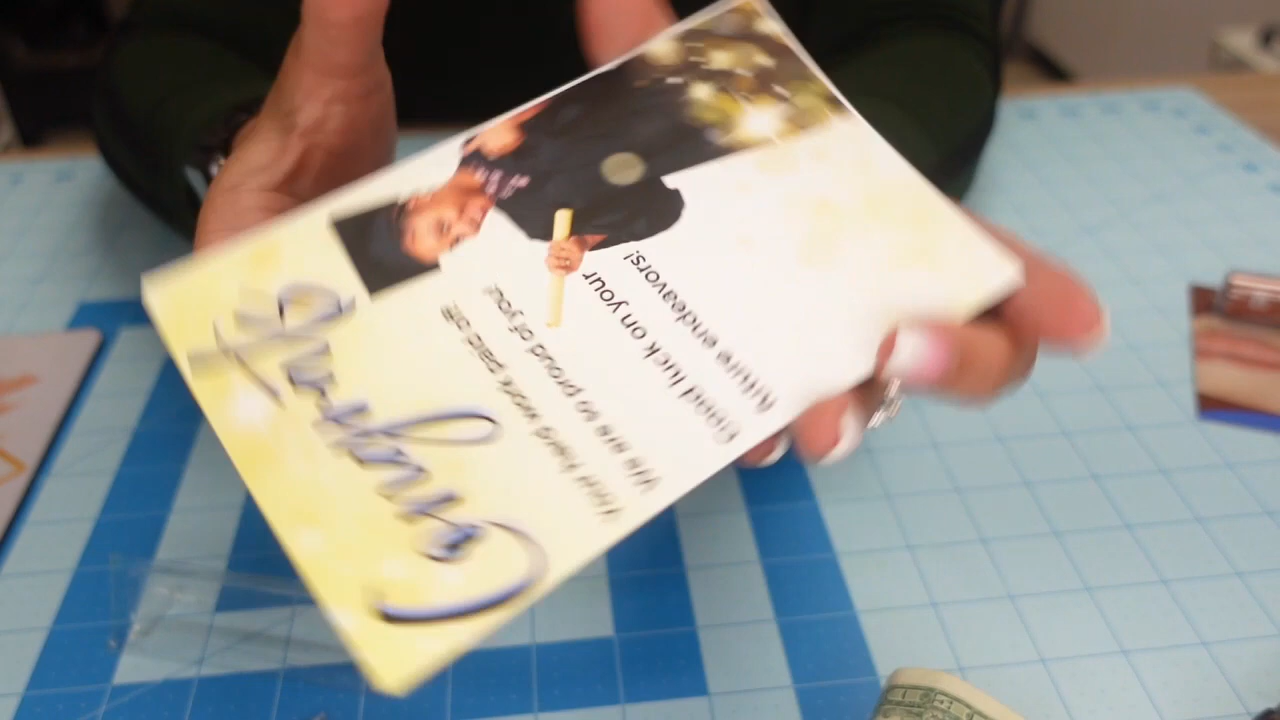 Congrats
Your hard work paid off.
We are so proud of you!
Good luck on your
future endeavors!